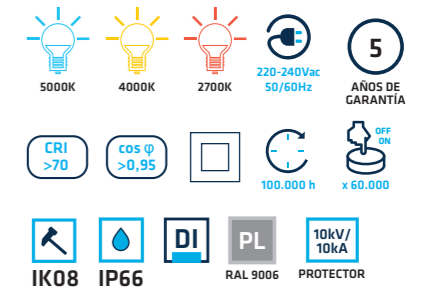 5000K
4000K
2700K
220-240Vac
50/60Hz
5
AÑOS DE
GARANTÍA
CRI
>70
cos φ
>0,95
100.000 h
OFF
ON
x 60.000
IK08
IP66
DI
PL
RAL 9006
10kV/
10kA
PROTECTOR